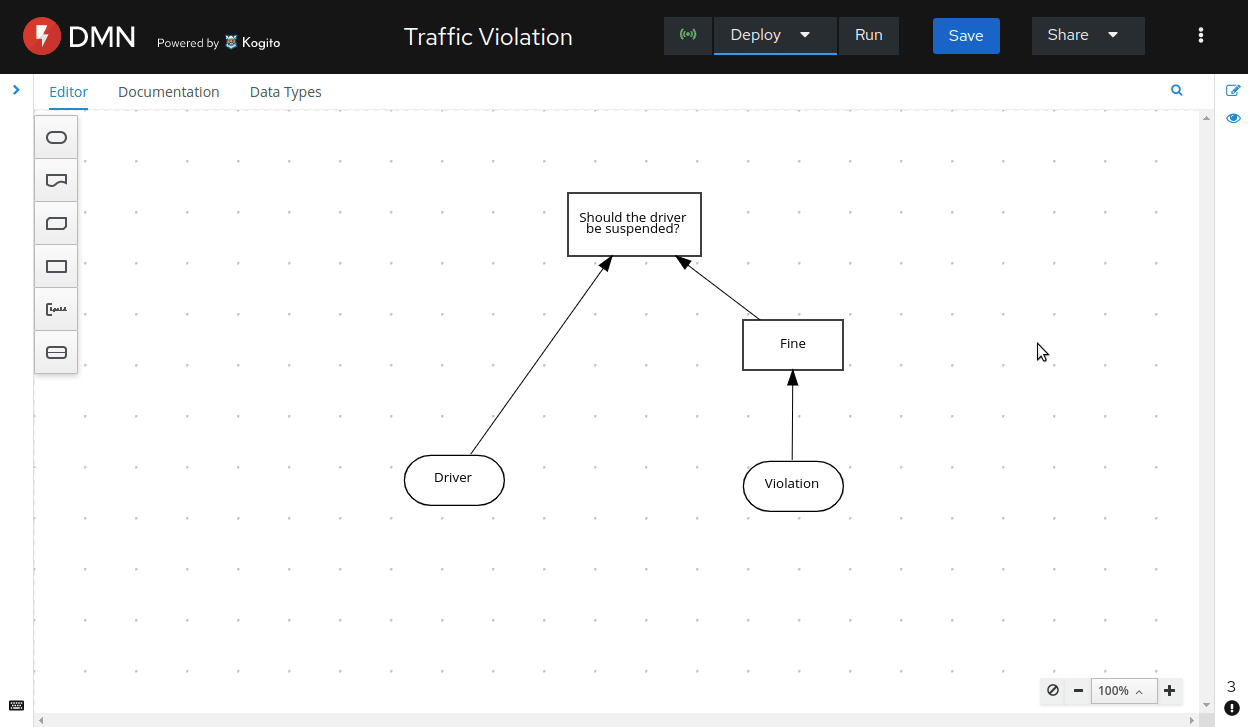 DMN
Powered by Kogito
Traffic Violation
Deploy
Run
Save
Share
Editor
Documentation
Data Types
Should the driver
be suspended?
Fine
Driver
Violation
100%
3